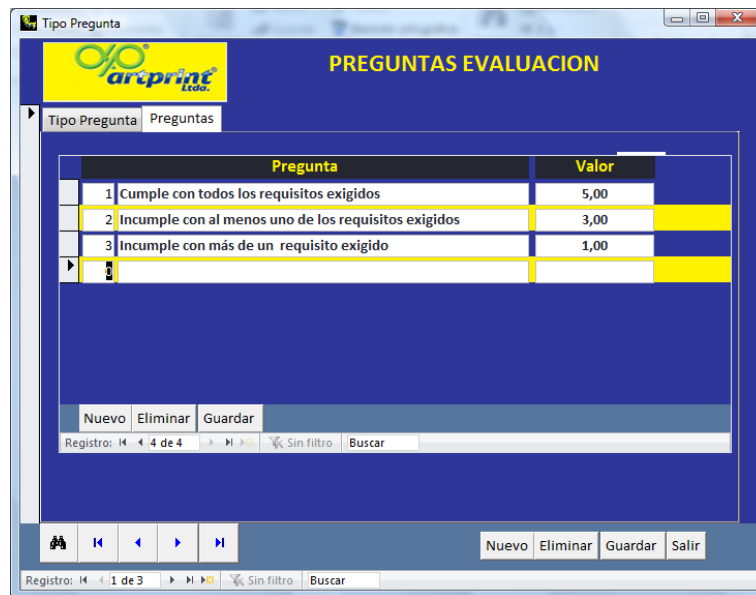 Tipo Pregunta
artprint
Ltda.
PREGUNTAS EVALUACION
Tipo Pregunta Preguntas
Pregunta Valor
1 Cumple con todos los requisitos exigidos 5,00
2 Incumple con al menos uno de los requisitos exigidos 3,00
3 Incumple con más de un requisito exigido 1,00
0
Nuevo Eliminar Guardar
Registro: 4 de 4 Sin filtro Buscar
Nuevo Eliminar Guardar Salir
Registro: 1 de 3 Sin filtro Buscar